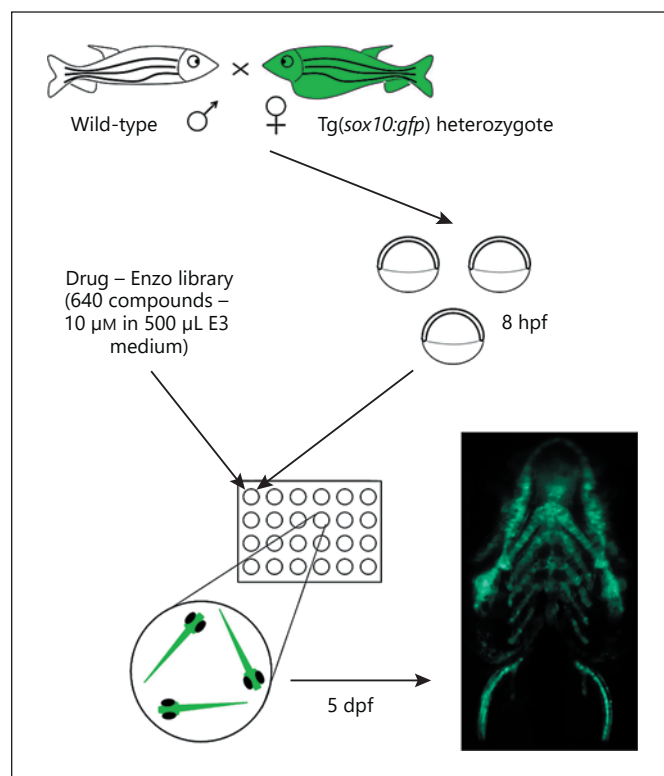 Wild-type ♂ × ♀ Tg(sox10:gfp) heterozygote
Drug – Enzo library
(640 compounds –
10 µM in 500 µL E3
medium)
8 hpf
5 dpf